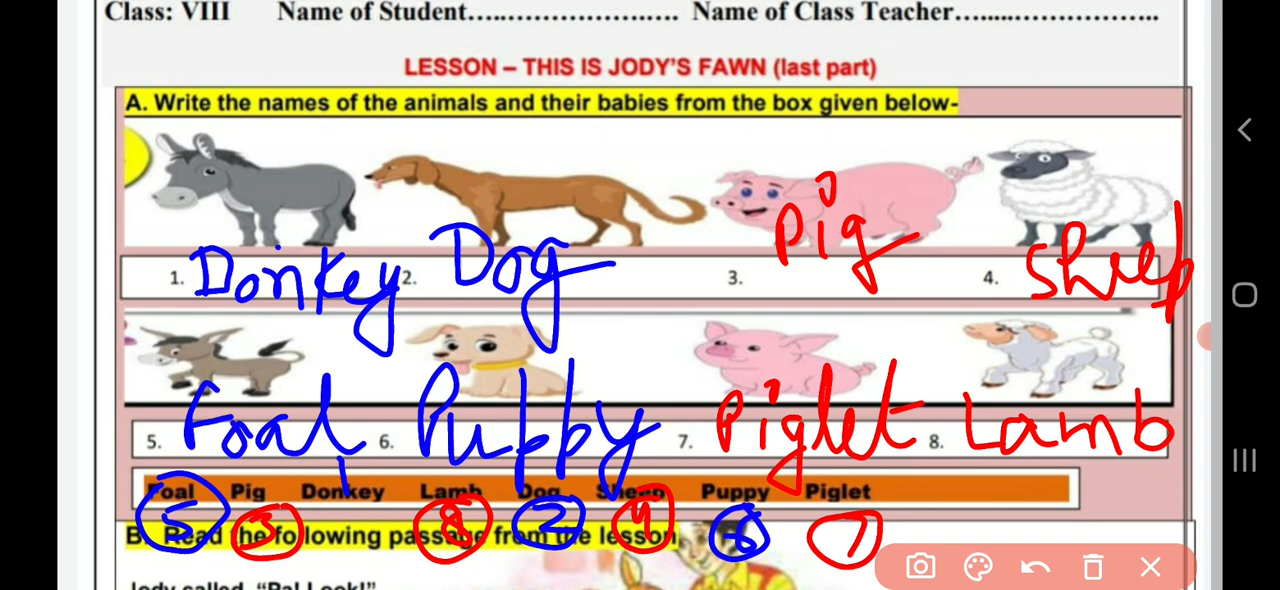 Class: VIII Name of Student........................ Name of Class Teacher........................
LESSON – THIS IS JODY'S FAWN (last part)
A. Write the names of the animals and their babies from the box given below-
1. Donkey 2. Dog 3. Pig 4. Sheep
5. Foal 6. Puppy 7. Piglet 8. Lamb
Foal Pig Donkey Lamb Dog Sheep Puppy Piglet
5 3 1 8 2 4 6 7
B. Read the following passage from the lesson.
Jody called, "Pa! Look!"